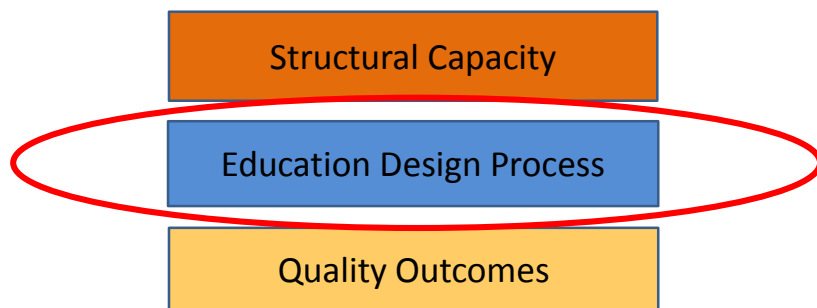 Structural Capacity
Education Design Process
Quality Outcomes